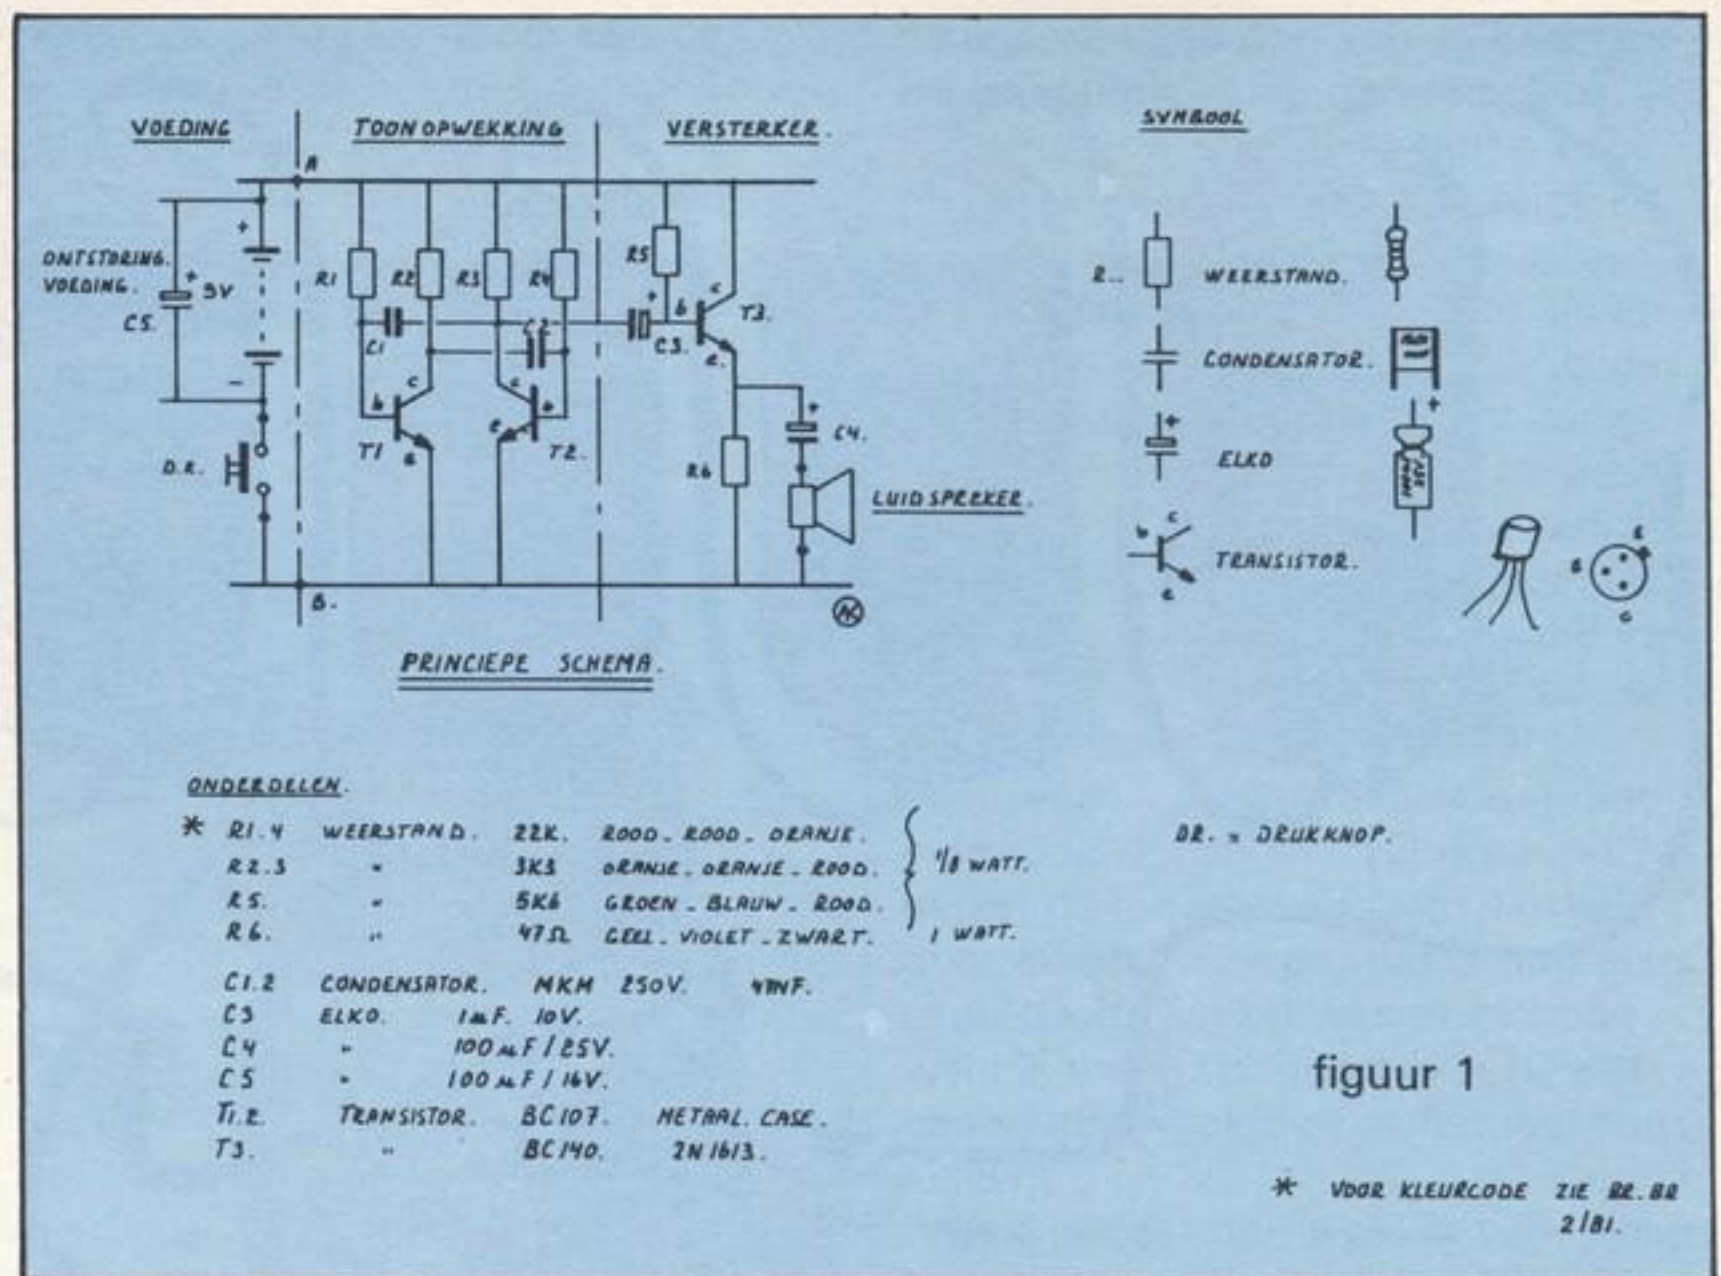 VOEDING
TOONOPWEKKING
VERSTERKER.
SYMBOOL
A
+
ONTSTORING.
VOEDING.
+
C5.
R1
R2
R3
R4
R5
+
b
c
T3.
C1
C2
C3.
e.
-
c
c
b
b
e
e
T1
T2.
D.R.
R6
+
C4.
LUIDSPREKER.
B.
AK
PRINCIEPE SCHEMA.
R..
WEERSTAND.
CONDENSATOR.
+
+
ELKO
c
b
e
TRANSISTOR.
ONDERDELEN.
* R1.4 WEERSTAND. 22K. ROOD - ROOD - ORANJE.
R2.3 " 3K3 ORANJE - ORANJE - ROOD. 1/8 WATT.
R5. " 5K6 GROEN - BLAUW - ROOD.
R6. " 47Ω GEEL - VIOLET - ZWART. 1 WATT.
C1.2 CONDENSATOR. MKM 250V.
C3 ELKO. 1µF. 10V.
C4 " 100µF/25V.
C5 " 100µF/16V.
T1.2. TRANSISTOR. BC107. METAAL. CASE.
T3. " BC140. 2N1613.
DR. = DRUKKNOP.
figuur 1
* VOOR KLEURCODE ZIE BR.BR
2/81.